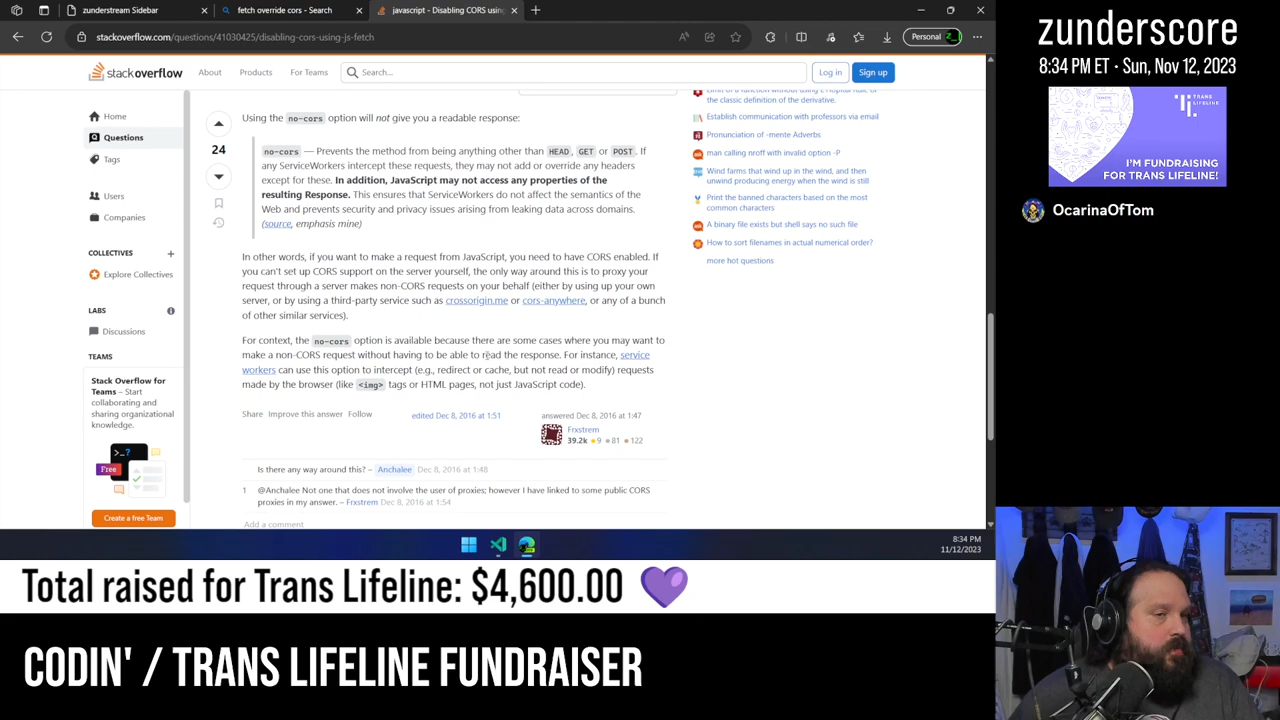 zunderstream Sidebar
fetch override cors - Search
javascript - Disabling CORS using
stackoverflow.com/questions/41030425/disabling-cors-using-js-fetch
Personal
stackoverflow
About
Products
For Teams
Search...
Log in
Sign up
Home
Questions
Tags
Users
Companies
COLLECTIVES
Explore Collectives
LABS
Discussions
TEAMS
Stack Overflow for
Teams – Start
collaborating and
sharing organizational
knowledge.
Free
Create a free Team
24
Using the no-cors option will not give you a readable response:
no-cors — Prevents the method from being anything other than HEAD, GET or POST. If
any ServiceWorkers intercept these requests, they may not add or override any headers
except for these. In addition, JavaScript may not access any properties of the
resulting Response. This ensures that ServiceWorkers do not affect the semantics of the
Web and prevents security and privacy issues arising from leaking data across domains.
(source, emphasis mine)
In other words, if you want to make a request from JavaScript, you need to have CORS enabled. If
you can't set up CORS support on the server yourself, the only way around this is to proxy your
request through a server makes non-CORS requests on your behalf (either by using up your own
server, or by using a third-party service such as crossorigin.me or cors-anywhere, or any of a bunch
of other similar services).
For context, the no-cors option is available because there are some cases where you may want to
make a non-CORS request without having to be able to read the response. For instance, service
workers can use this option to intercept (e.g., redirect or cache, but not read or modify) requests
made by the browser (like <img> tags or HTML pages, not just JavaScript code).
Share Improve this answer Follow
edited Dec 8, 2016 at 1:51
answered Dec 8, 2016 at 1:47
Frxstrem
39.2k 9 81 122
Is there any way around this? – Anchalee Dec 8, 2016 at 1:48
1 @Anchalee Not one that does not involve the user of proxies; however I have linked to some public CORS
proxies in my answer. – Frxstrem Dec 8, 2016 at 1:54
Add a comment
the classic definition of the derivative.
Establish communication with professors via email
Pronunciation of -mente Adverbs
man calling nroff with invalid option -P
Wind farms that wind up in the wind, and then
unwind producing energy when the wind is still
Print the banned characters based on the most
common characters
A binary file exists but shell says no such file
How to sort filenames in actual numerical order?
more hot questions
8:34 PM
11/12/2023
zunderscore
8:34 PM ET · Sun, Nov 12, 2023
TRANS
LIFELINE
I'M FUNDRAISING
FOR TRANS LIFELINE!
OcarinaOfTom
Total raised for Trans Lifeline: $4,600.00
CODIN' / TRANS LIFELINE FUNDRAISER